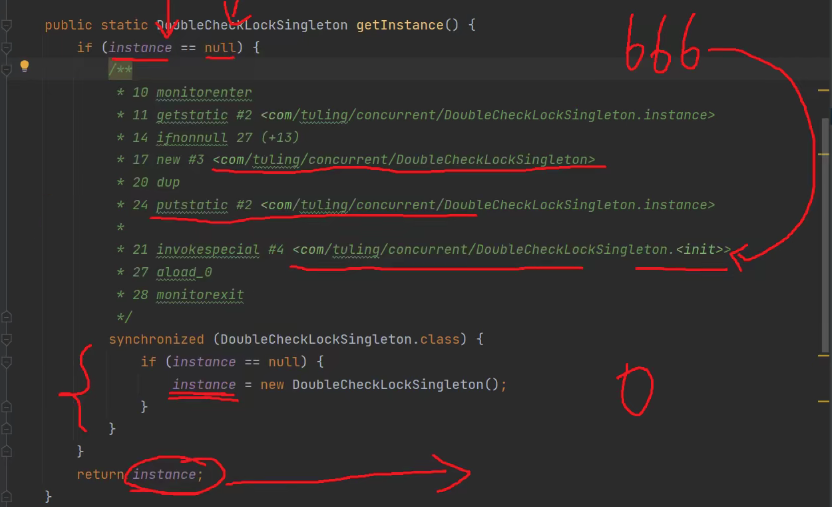 public static DoubleCheckLockSingleton getInstance() {
if (instance == null) {
/**
* 10 monitorenter
* 11 getstatic #2 <com/tuling/concurrent/DoubleCheckLockSingleton.instance>
* 14 ifnonnull 27 (+13)
* 17 new #3 <com/tuling/concurrent/DoubleCheckLockSingleton>
* 20 dup
* 24 putstatic #2 <com/tuling/concurrent/DoubleCheckLockSingleton.instance>
*
* 21 invokespecial #4 <com/tuling/concurrent/DoubleCheckLockSingleton.<init>>
* 27 aload_0
* 28 monitorexit
*/
synchronized (DoubleCheckLockSingleton.class) {
if (instance == null) {
instance = new DoubleCheckLockSingleton();
}
}
}
return instance;
}
666
0